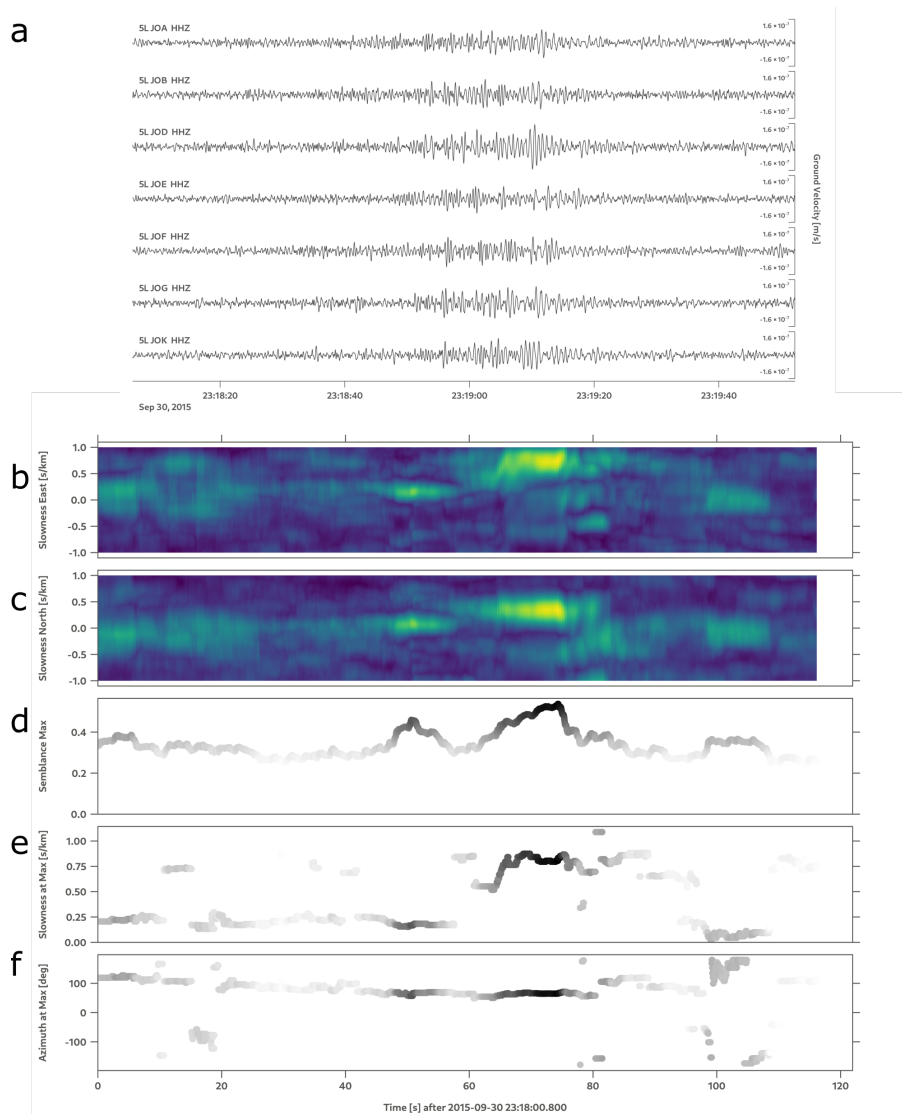 a
5L JOA HHZ
1.6 × 10⁻⁷
-1.6 × 10⁻⁷
5L JOB HHZ
1.6 × 10⁻⁷
-1.6 × 10⁻⁷
5L JOD HHZ
1.6 × 10⁻⁷
-1.6 × 10⁻⁷
5L JOE HHZ
1.6 × 10⁻⁷
-1.6 × 10⁻⁷
5L JOF HHZ
1.6 × 10⁻⁷
-1.6 × 10⁻⁷
5L JOG HHZ
1.6 × 10⁻⁷
-1.6 × 10⁻⁷
5L JOK HHZ
1.6 × 10⁻⁷
-1.6 × 10⁻⁷
Ground Velocity [m/s]
23:18:20 23:18:40 23:19:00 23:19:20 23:19:40
Sep 30, 2015
0 20 40 60 80 100 120
b
Slowness East [s/km]
1.0
0.5
0.0
-0.5
-1.0
c
Slowness North [s/km]
1.0
0.5
0.0
-0.5
-1.0
d
Semblance Max
0.4
0.2
0.0
e
Slowness at Max [s/km]
1.00
0.75
0.50
0.25
0.00
f
Azimuth at Max [deg]
100
0
-100
0 20 40 60 80 100 120
Time [s] after 2015-09-30 23:18:00.800